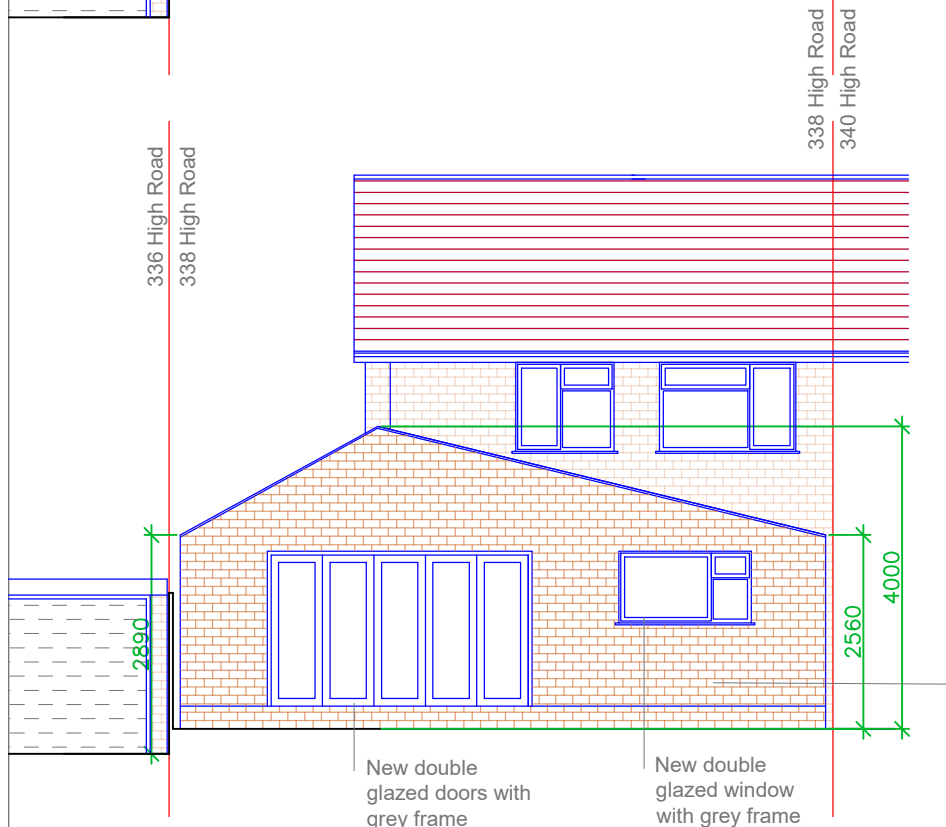 338 High Road
340 High Road
336 High Road
338 High Road
2890
2560
4000
New double
glazed doors with
grey frame
New double
glazed window
with grey frame